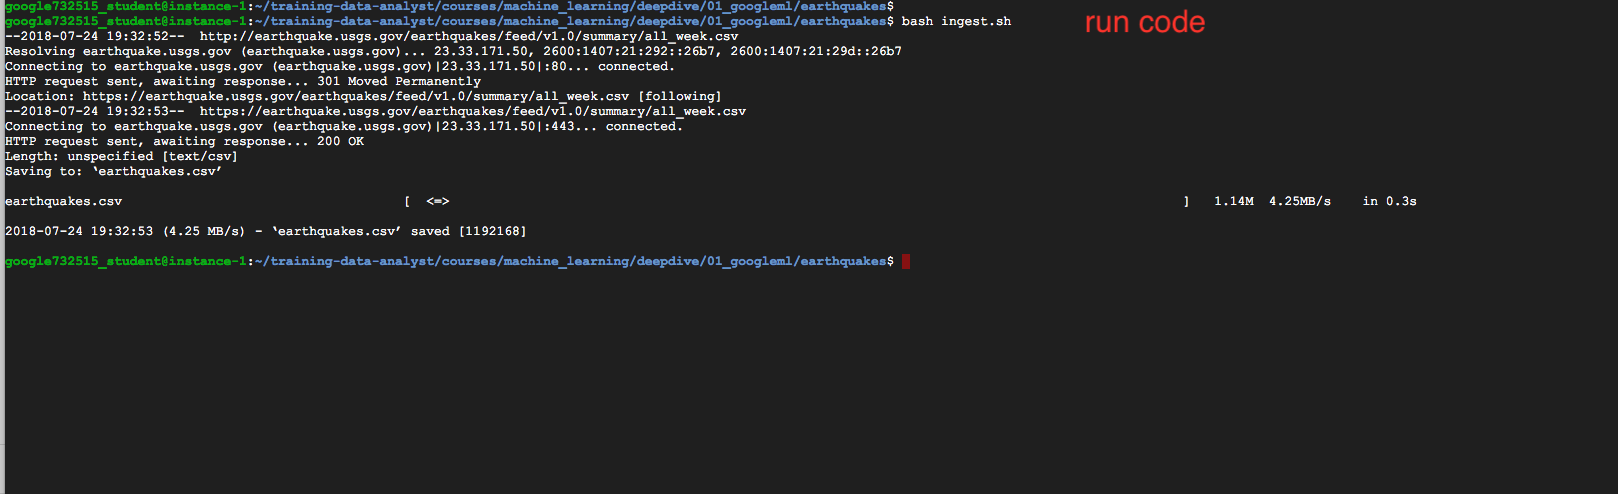 google732515_student@instance-1:~/training-data-analyst/courses/machine_learning/deepdive/01_googleml/earthquakes$
google732515_student@instance-1:~/training-data-analyst/courses/machine_learning/deepdive/01_googleml/earthquakes$ bash ingest.sh
run code
--2018-07-24 19:32:52--  http://earthquake.usgs.gov/earthquakes/feed/v1.0/summary/all_week.csv
Resolving earthquake.usgs.gov (earthquake.usgs.gov)... 23.33.171.50, 2600:1407:21:292::26b7, 2600:1407:21:29d::26b7
Connecting to earthquake.usgs.gov (earthquake.usgs.gov)|23.33.171.50|:80... connected.
HTTP request sent, awaiting response... 301 Moved Permanently
Location: https://earthquake.usgs.gov/earthquakes/feed/v1.0/summary/all_week.csv [following]
--2018-07-24 19:32:53--  https://earthquake.usgs.gov/earthquakes/feed/v1.0/summary/all_week.csv
Connecting to earthquake.usgs.gov (earthquake.usgs.gov)|23.33.171.50|:443... connected.
HTTP request sent, awaiting response... 200 OK
Length: unspecified [text/csv]
Saving to: ‘earthquakes.csv’
earthquakes.csv [ <=> ] 1.14M 4.25MB/s in 0.3s
2018-07-24 19:32:53 (4.25 MB/s) - ‘earthquakes.csv’ saved [1192168]
google732515_student@instance-1:~/training-data-analyst/courses/machine_learning/deepdive/01_googleml/earthquakes$